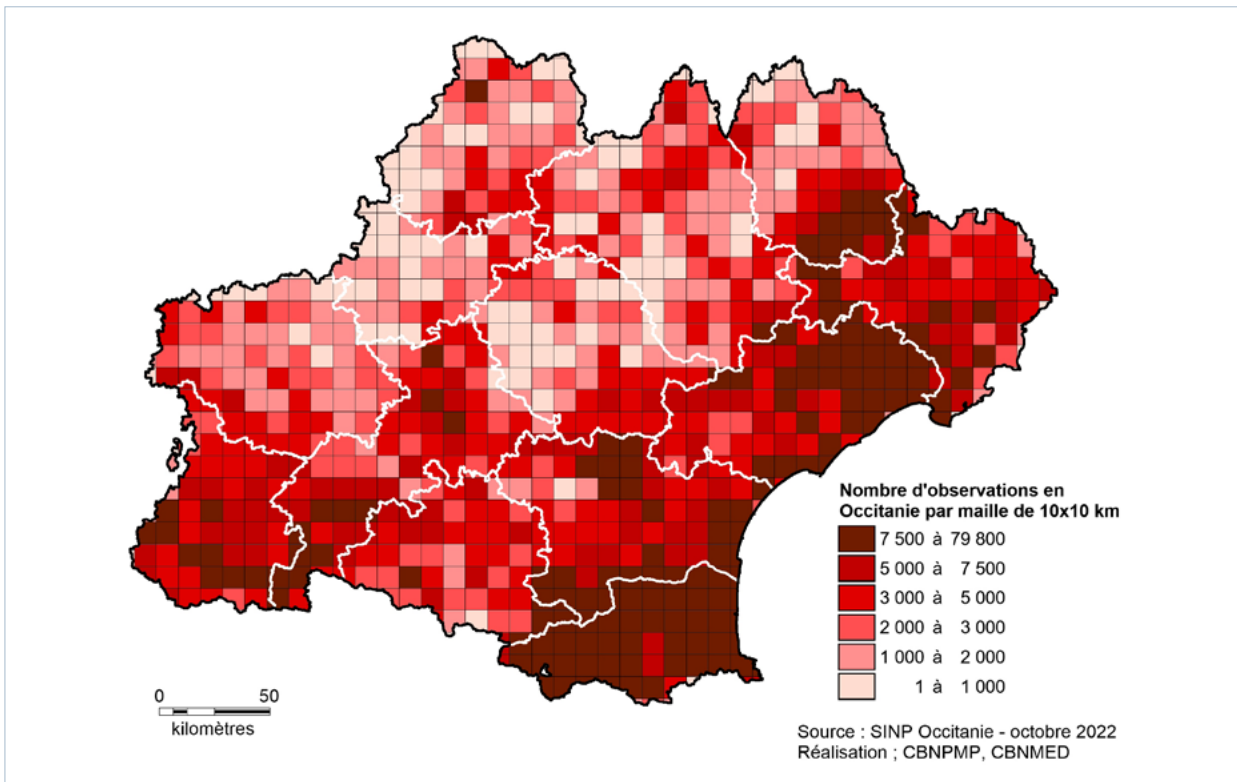 Nombre d'observations en
Occitanie par maille de 10x10 km
7 500 à 79 800
5 000 à 7 500
3 000 à 5 000
2 000 à 3 000
1 000 à 2 000
1 à 1 000
0 50
kilomètres
Source : SINP Occitanie - octobre 2022
Réalisation ; CBNPMP, CBNMED